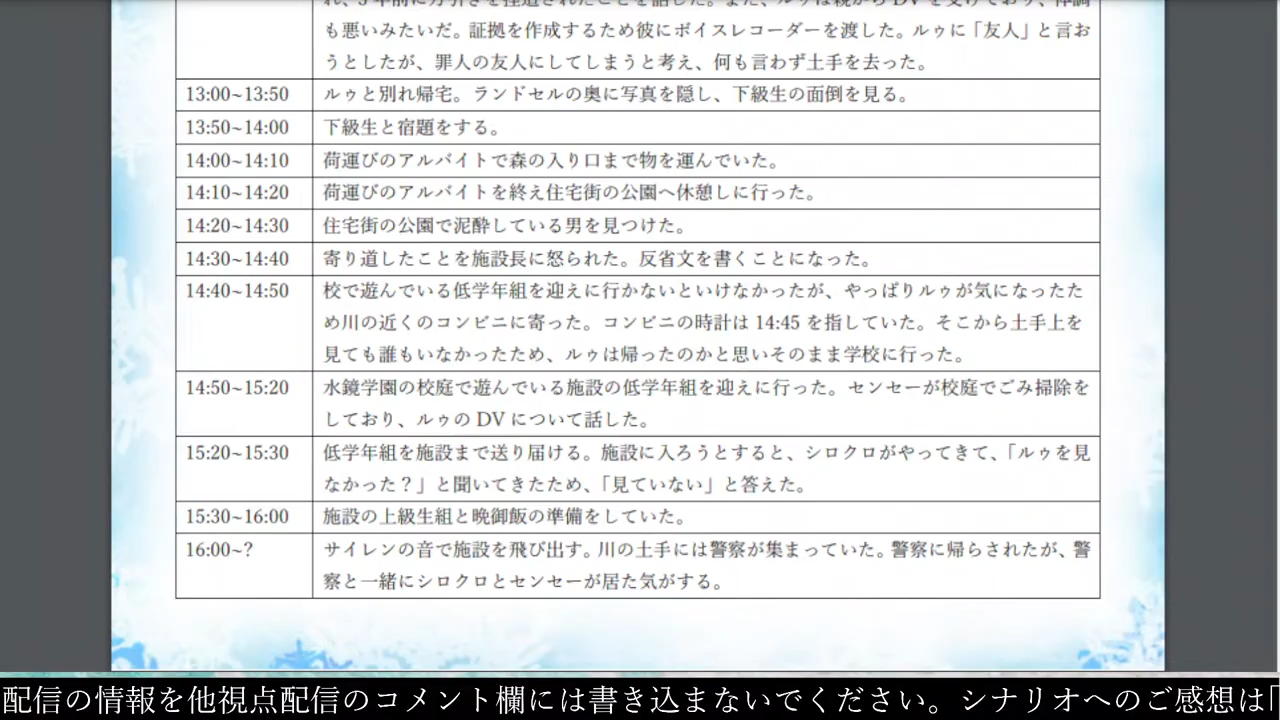 も悪いみたいだ。証拠を作成するため彼にボイスレコーダーを渡した。ルゥに「友人」と言お
うとしたが、罪人の友人にしてしまうと考え、何も言わず土手を去った。
13:00~13:50 ルゥと別れ帰宅。ランドセルの奥に写真を隠し、下級生の面倒を見る。
13:50~14:00 下級生と宿題をする。
14:00~14:10 荷運びのアルバイトで森の入り口まで物を運んでいた。
14:10~14:20 荷運びのアルバイトを終え住宅街の公園へ休憩しに行った。
14:20~14:30 住宅街の公園で泥酔している男を見つけた。
14:30~14:40 寄り道したことを施設長に怒られた。反省文を書くことになった。
14:40~14:50 校で遊んでいる低学年組を迎えに行かないといけなかったが、やっぱりルゥが気になったた
め川の近くのコンビニに寄った。コンビニの時計は 14:45 を指していた。そこから土手上を
見ても誰もいなかったため、ルゥは帰ったのかと思いそのまま学校に行った。
14:50~15:20 水鏡学園の校庭で遊んでいる施設の低学年組を迎えに行った。センセーが校庭でごみ掃除を
しており、ルゥの DV について話した。
15:20~15:30 低学年組を施設まで送り届ける。施設に入ろうとすると、シロクロがやってきて、「ルゥを見
なかった？」と聞いてきたため、「見ていない」と答えた。
15:30~16:00 施設の上級生組と晩御飯の準備をしていた。
16:00~? サイレンの音で施設を飛び出す。川の土手には警察が集まっていた。警察に帰らされたが、警
察と一緒にシロクロとセンセーが居た気がする。
配信の情報を他視点配信のコメント欄には書き込まないでください。シナリオへのご感想は「